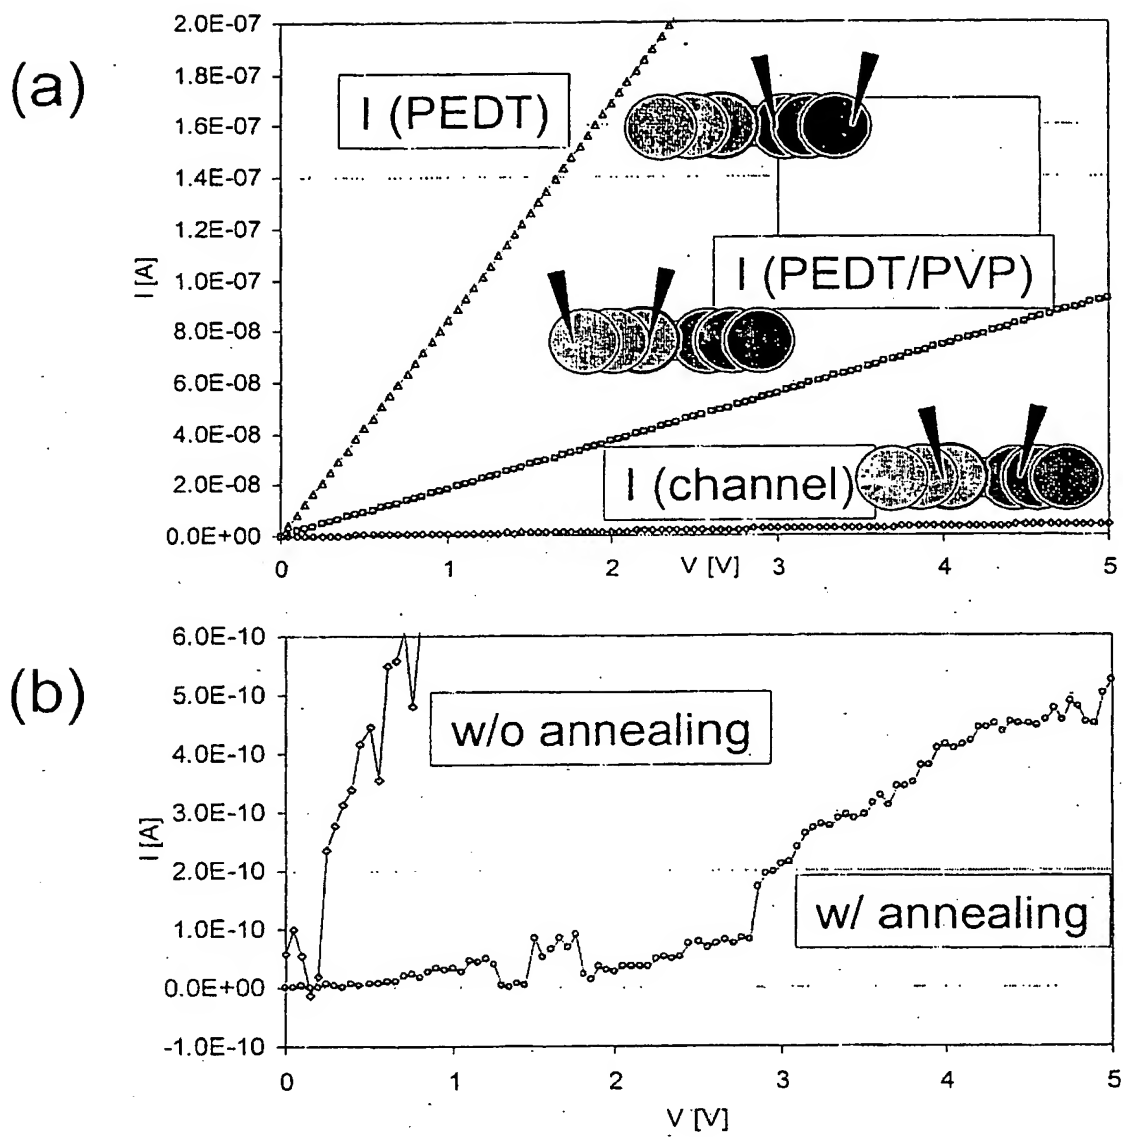 (a)
2.0E-07
1.8E-07
1.6E-07
1.4E-07
1.2E-07
1.0E-07
8.0E-08
6.0E-08
4.0E-08
2.0E-08
0.0E+00
I [A]
I (PEDT)
I (PEDT/PVP)
I (channel)
0 1 2 3 4 5
V [V]
(b)
6.0E-10
5.0E-10
4.0E-10
3.0E-10
2.0E-10
1.0E-10
0.0E+00
-1.0E-10
I [A]
w/o annealing
w/ annealing
0 1 2 3 4 5
V [V]